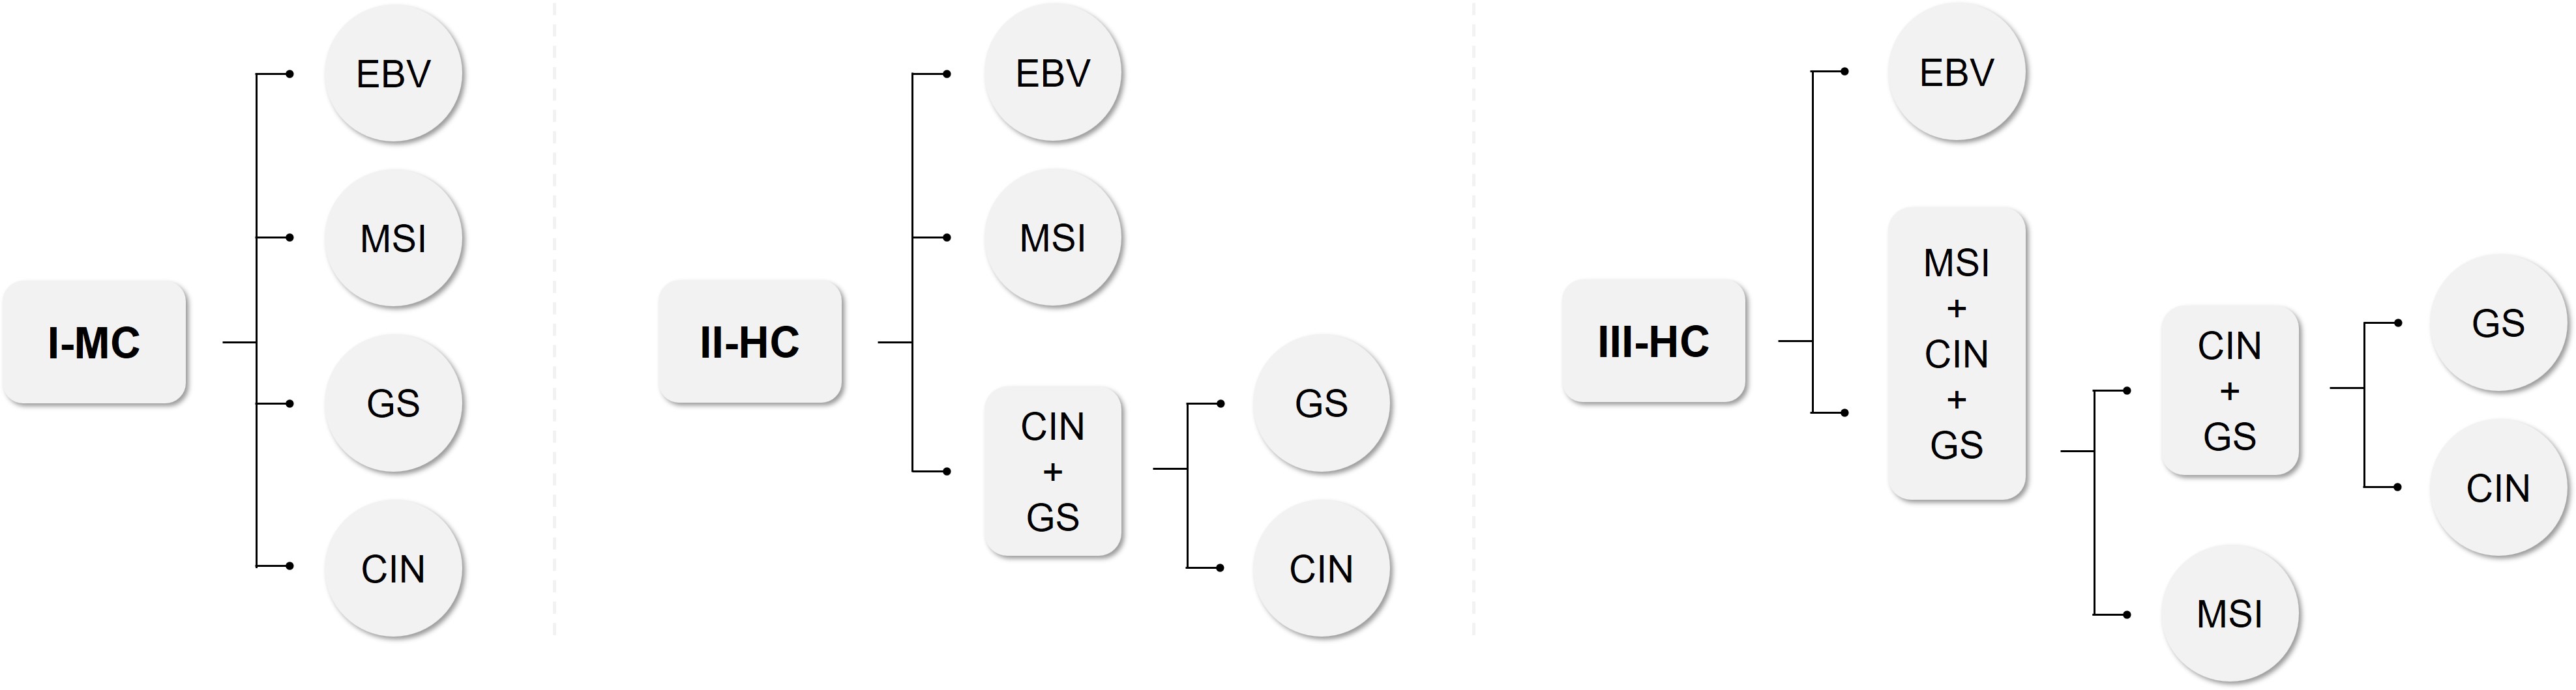 I-MC
EBV
MSI
GS
CIN
II-HC
EBV
MSI
CIN
+
GS
GS
CIN
III-HC
EBV
MSI
+
CIN
+
GS
CIN
+
GS
MSI
GS
CIN